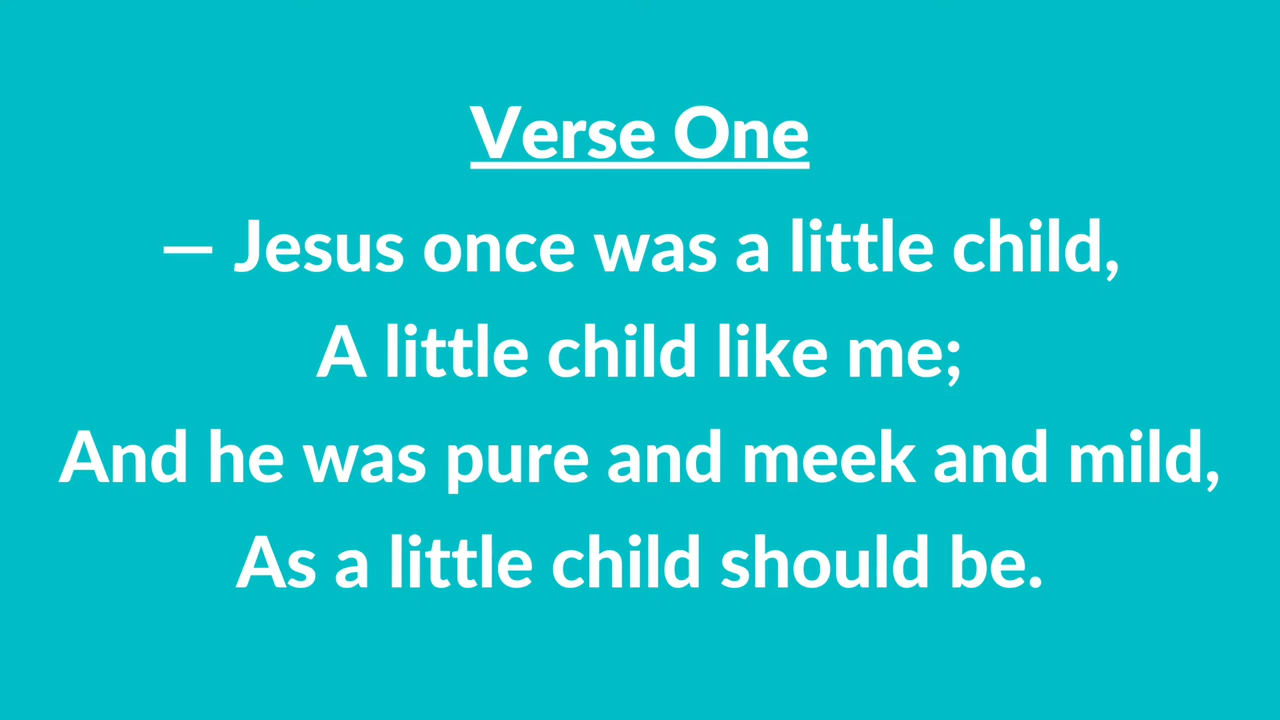 Verse One
— Jesus once was a little child,
A little child like me;
And he was pure and meek and mild,
As a little child should be.